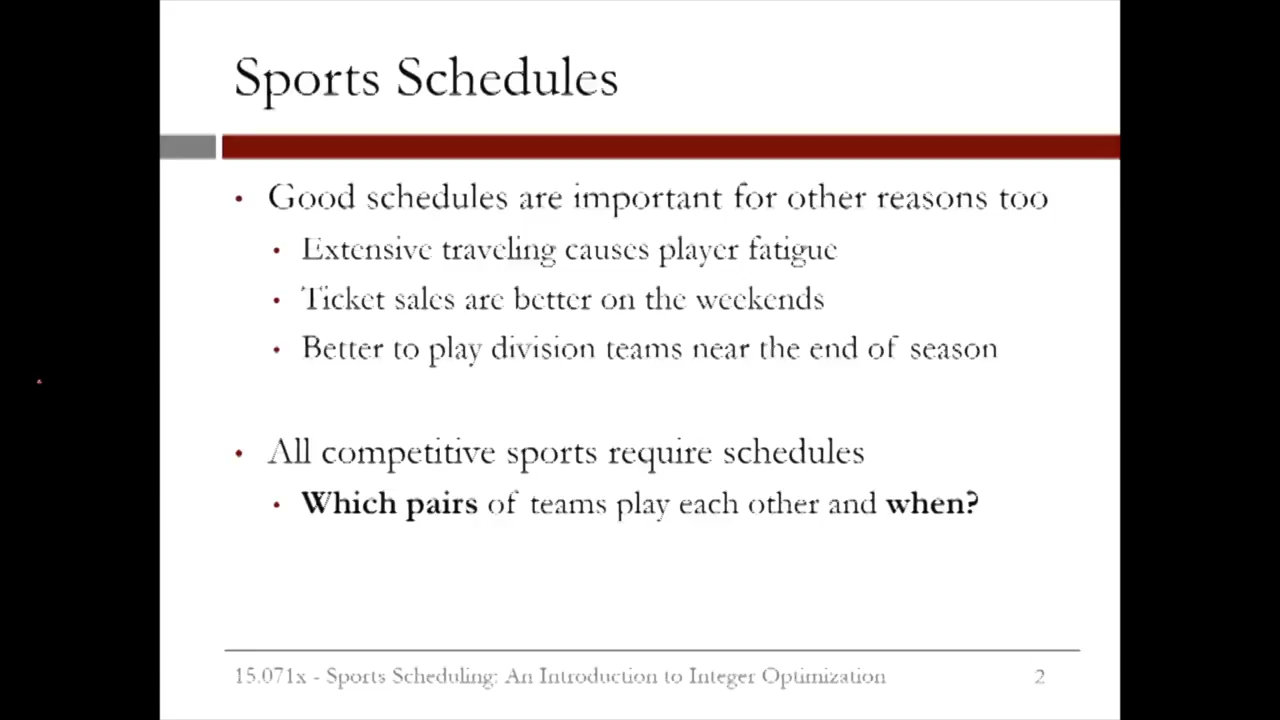 Sports Schedules
• Good schedules are important for other reasons too
• Extensive traveling causes player fatigue
• Ticket sales are better on the weekends
• Better to play division teams near the end of season
• All competitive sports require schedules
• Which pairs of teams play each other and when?
15.071x - Sports Scheduling: An Introduction to Integer Optimization 2